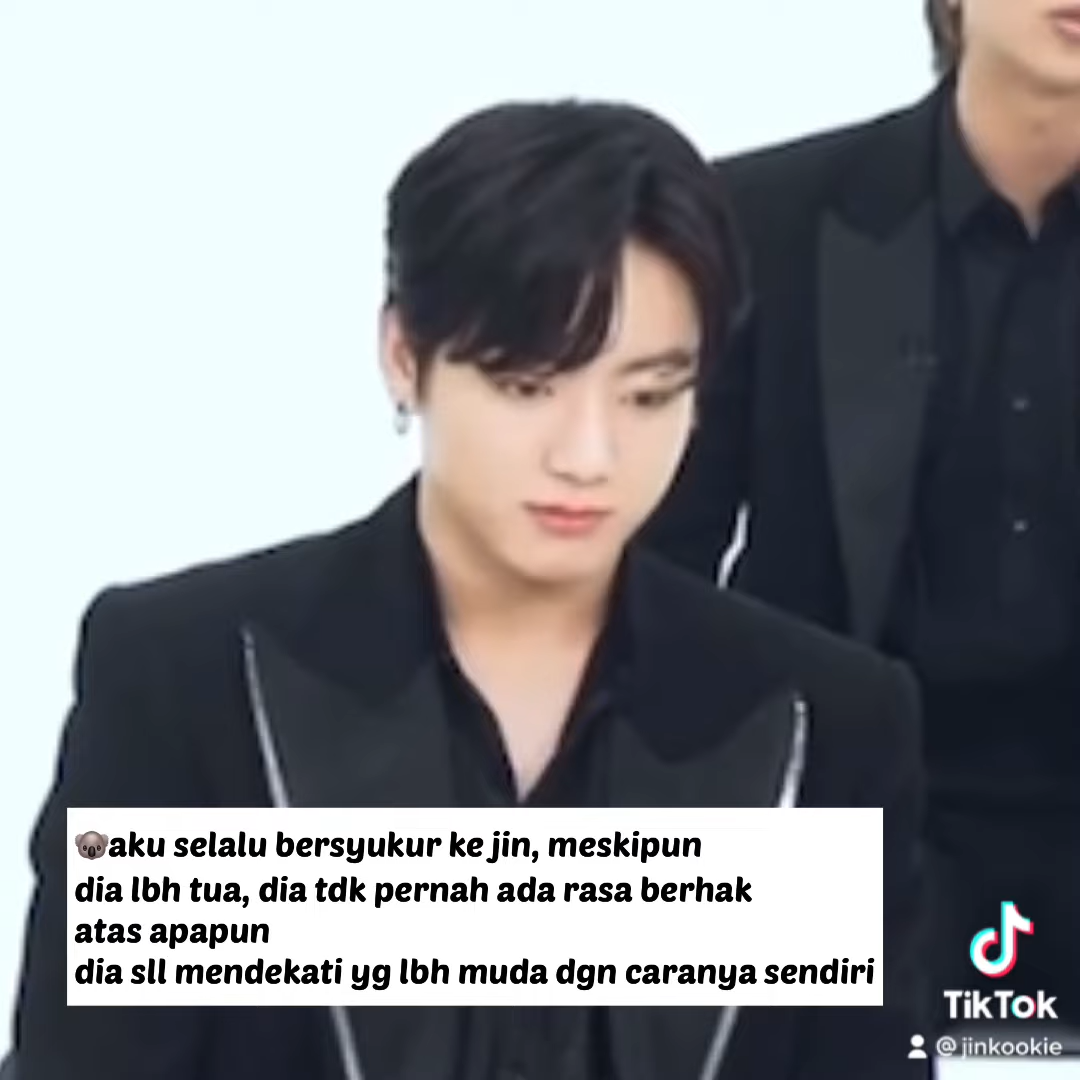 🐨aku selalu bersyukur ke jin, meskipun
dia lbh tua, dia tdk pernah ada rasa berhak
atas apapun
dia sll mendekati yg lbh muda dgn caranya sendiri
TikTok
@jinkookie